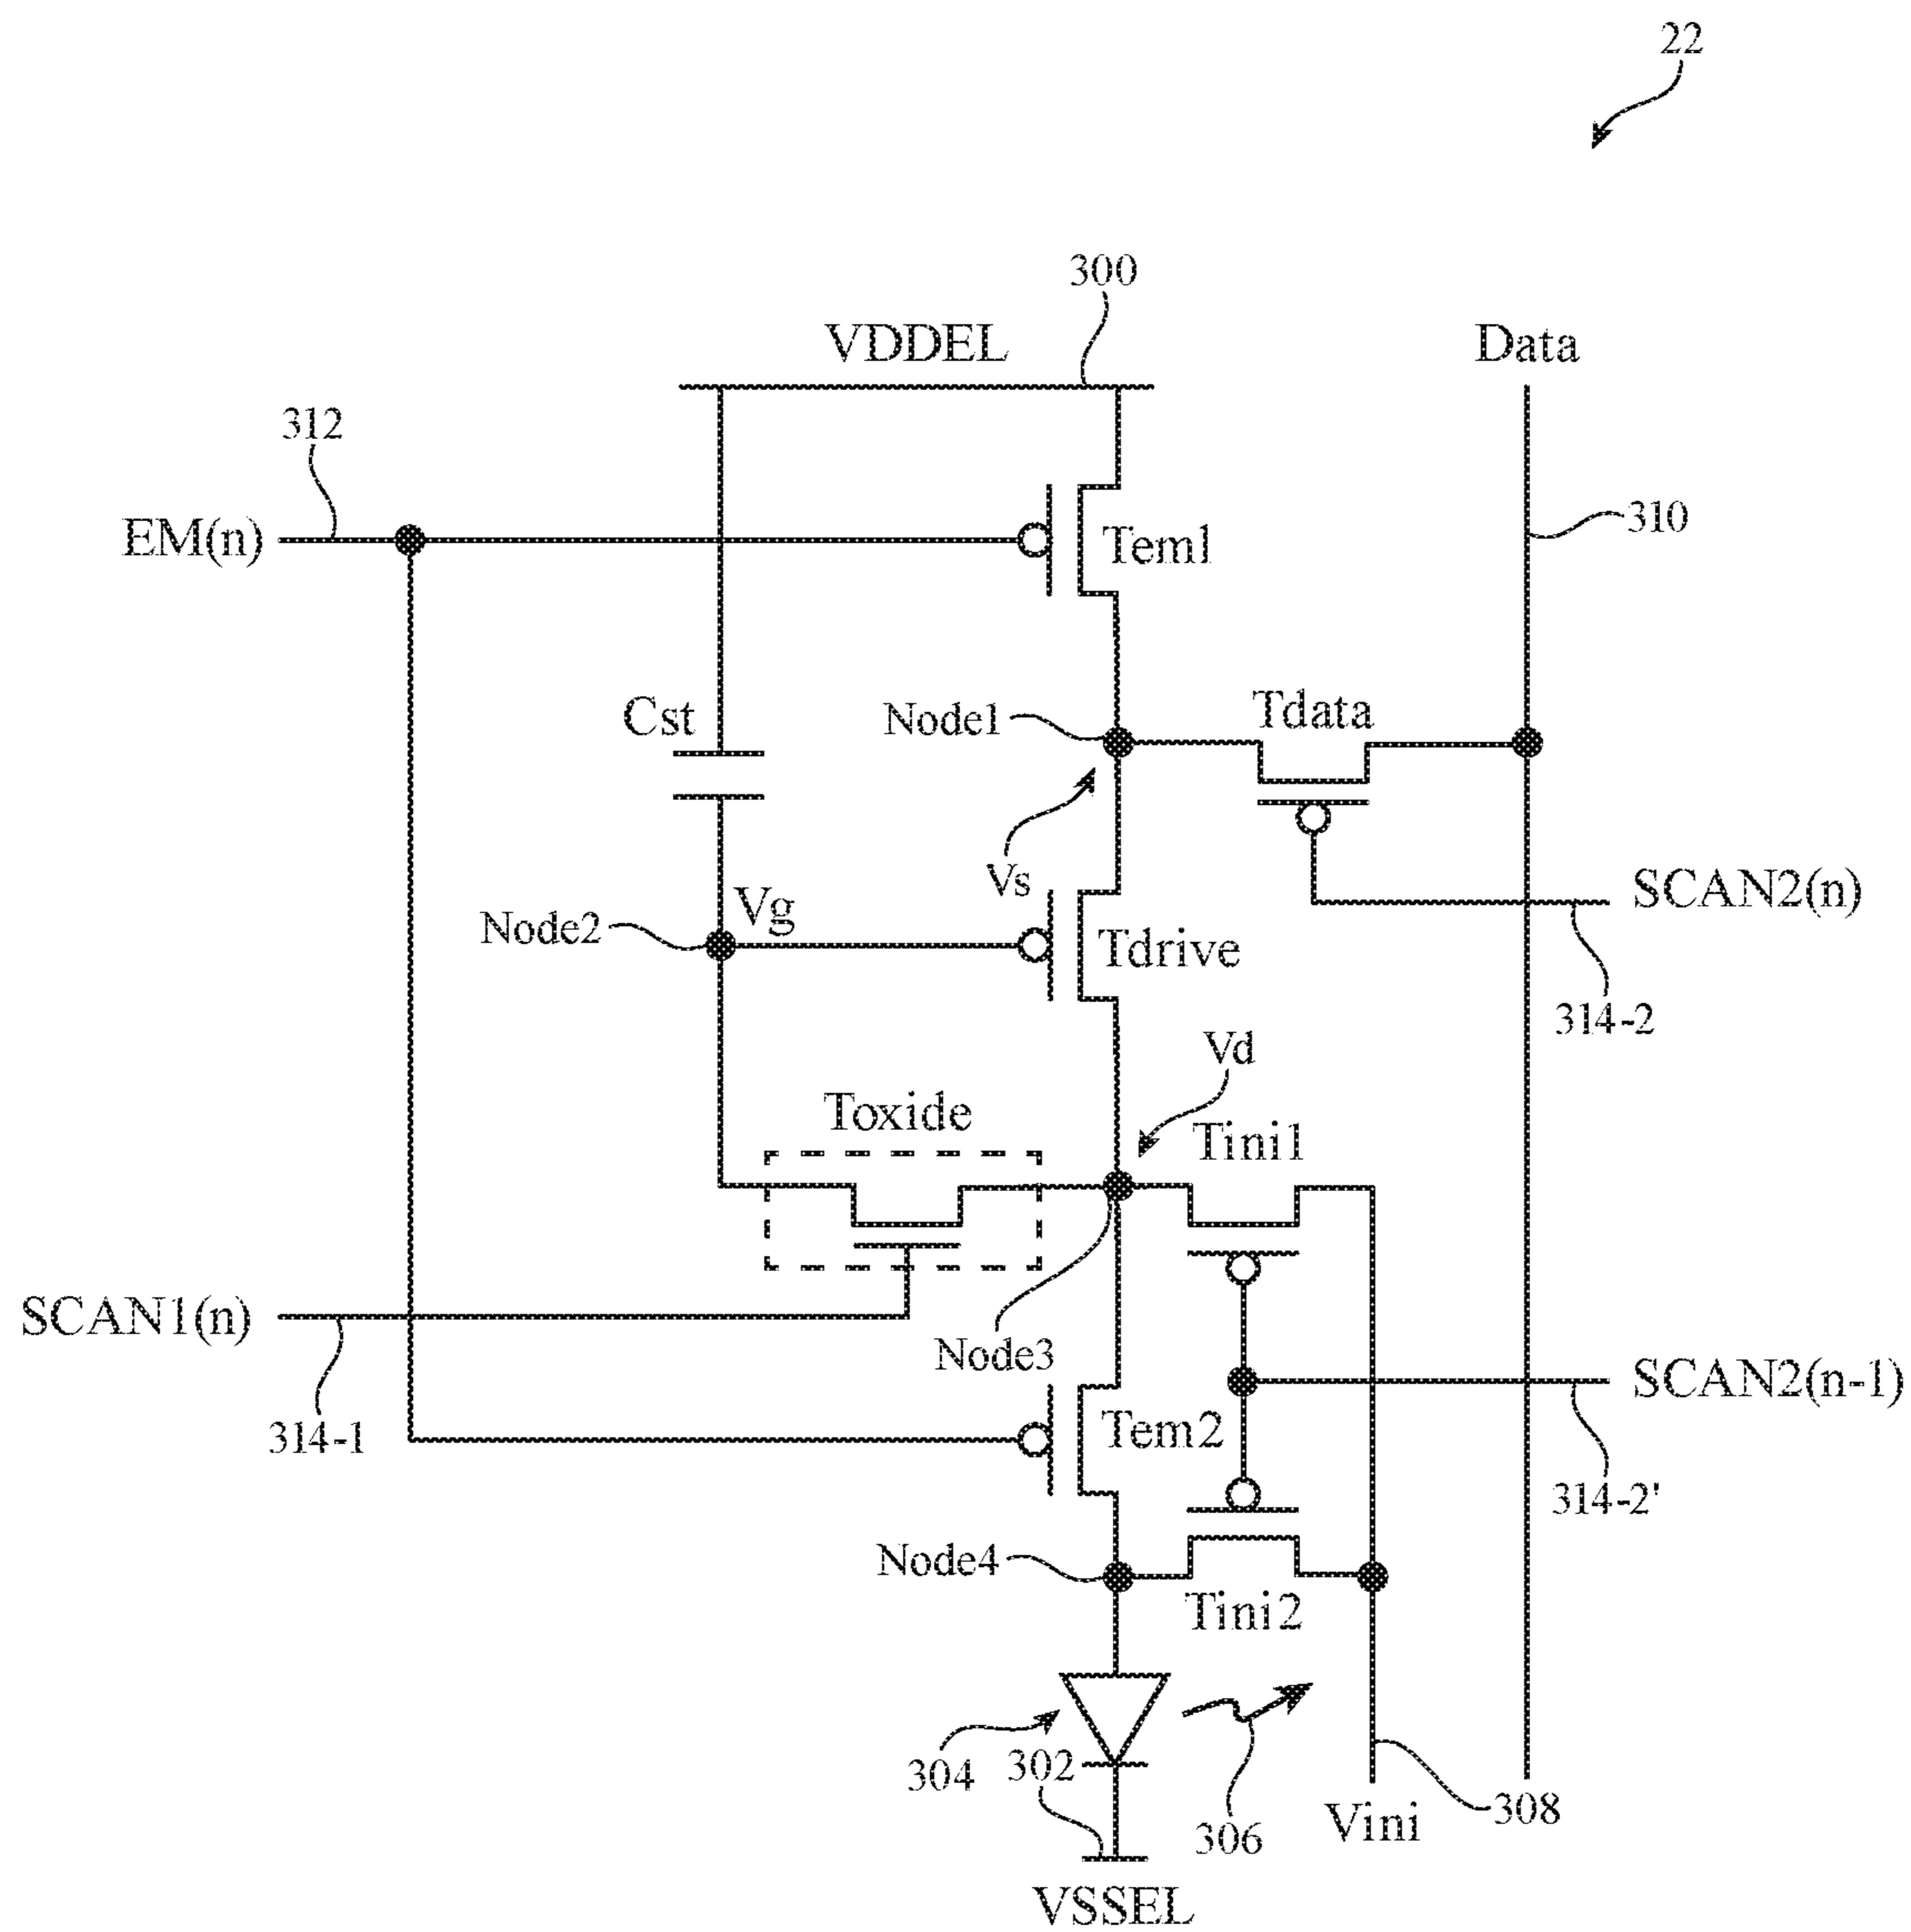 22
300
VDDEL
Data
312
EM(n)
Tem1
310
Cst
Node1
Tdata
Vs
SCAN2(n)
Vg
Node2
Tdrive
314-2
Vd
Toxide
Tini1
SCAN1(n)
Node3
SCAN2(n-1)
314-1
Tem2
314-2'
Node4
Tini2
304
302
306
Vini
308
VSSEL